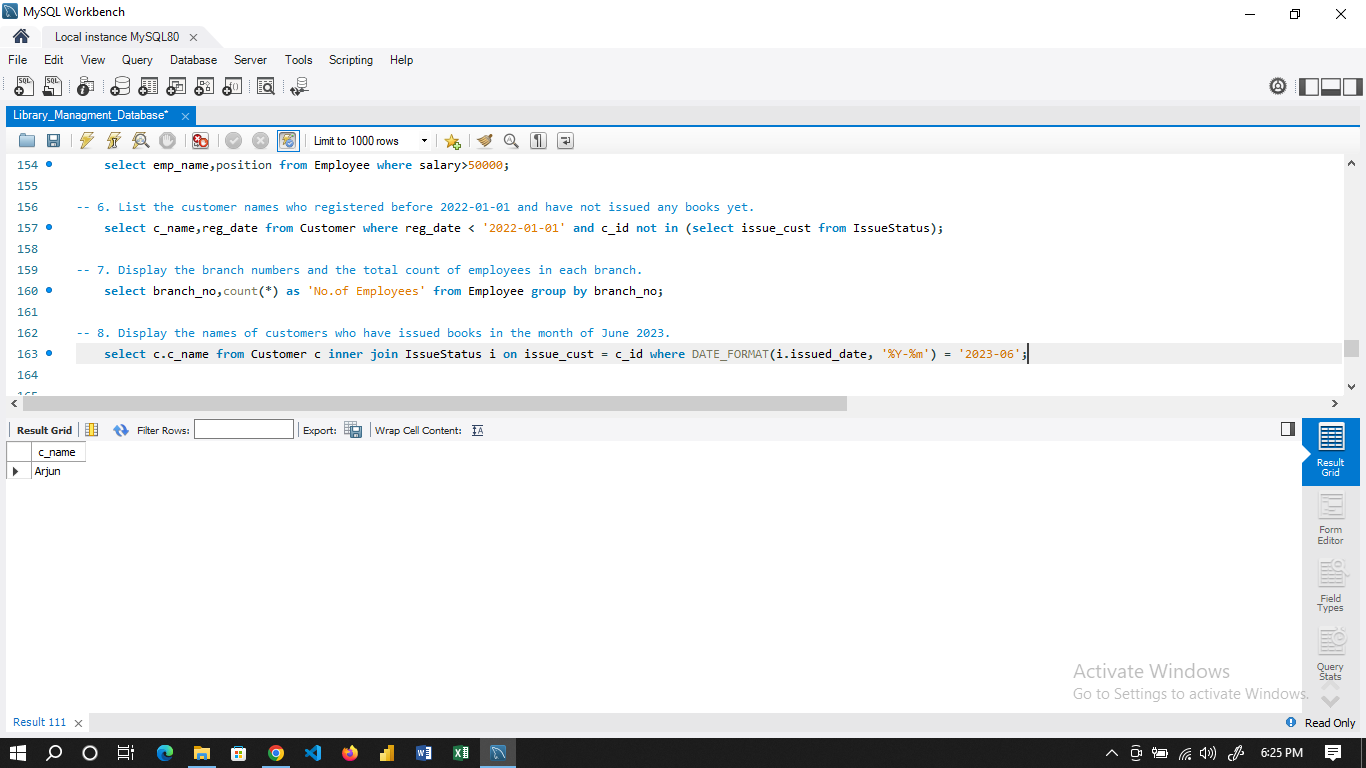 MySQL Workbench
Local instance MySQL80
File Edit View Query Database Server Tools Scripting Help
Library_Managment_Database*
Limit to 1000 rows
154 select emp_name,position from Employee where salary>50000;
155
156 -- 6. List the customer names who registered before 2022-01-01 and have not issued any books yet.
157 select c_name,reg_date from Customer where reg_date < '2022-01-01' and c_id not in (select issue_cust from IssueStatus);
158
159 -- 7. Display the branch numbers and the total count of employees in each branch.
160 select branch_no,count(*) as 'No.of Employees' from Employee group by branch_no;
161
162 -- 8. Display the names of customers who have issued books in the month of June 2023.
163 select c.c_name from Customer c inner join IssueStatus i on issue_cust = c_id where DATE_FORMAT(i.issued_date, '%Y-%m') = '2023-06';
164
165
Result Grid Filter Rows: Export: Wrap Cell Content:
c_name
Arjun
Result
Grid
Form
Editor
Field
Types
Query
Stats
Activate Windows
Go to Settings to activate Windows.
Result 111
Read Only
6:25 PM